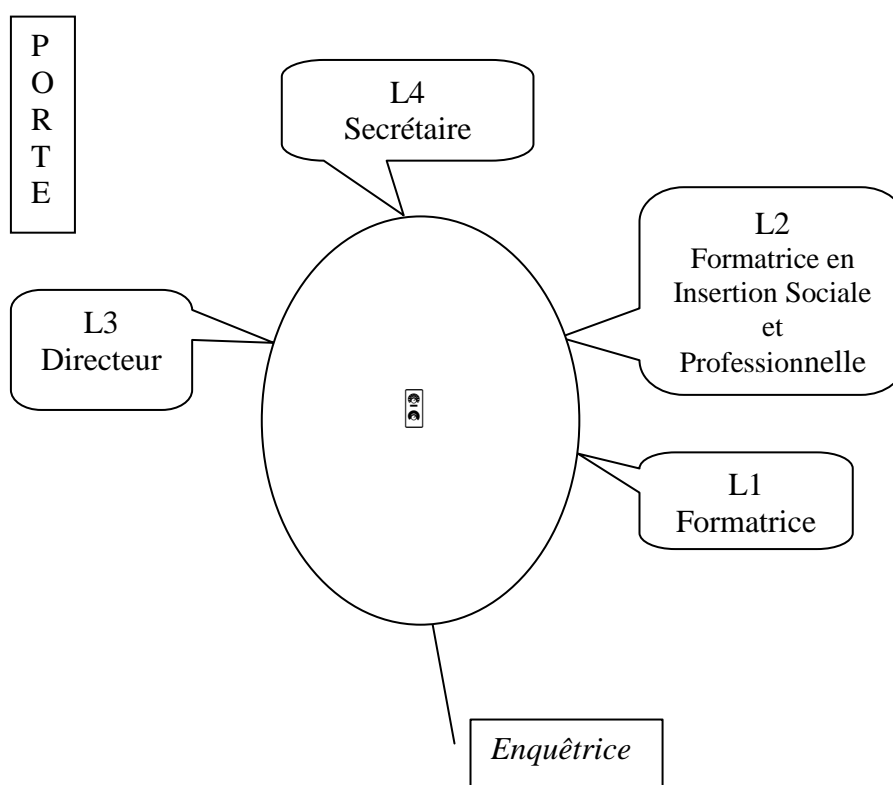 P
O
R
T
E
L4
Secrétaire
L2
Formatrice en
Insertion Sociale
et
Professionnelle
L3
Directeur
L1
Formatrice
Enquêtrice